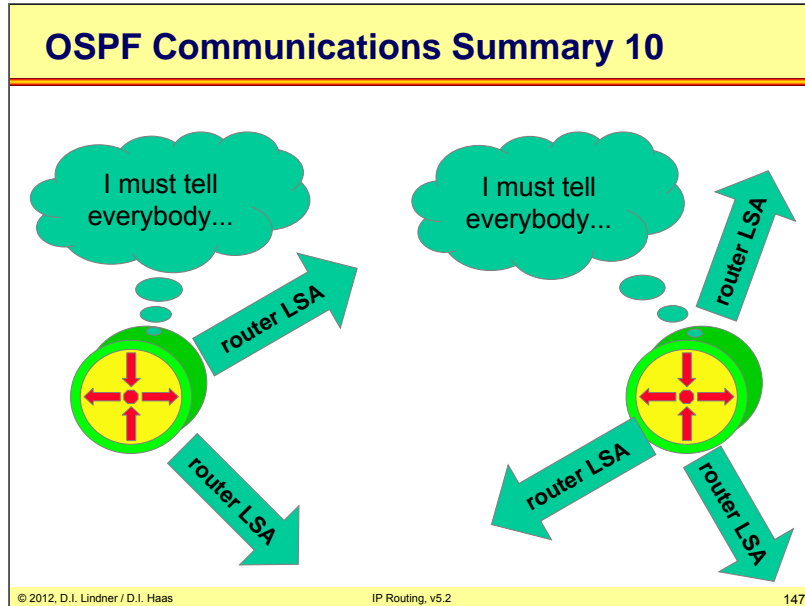 OSPF Communications Summary 10
I must tell
everybody...
router LSA
router LSA
I must tell
everybody...
router LSA
router LSA
router LSA
© 2012, D.I. Lindner / D.I. Haas
IP Routing, v5.2
147